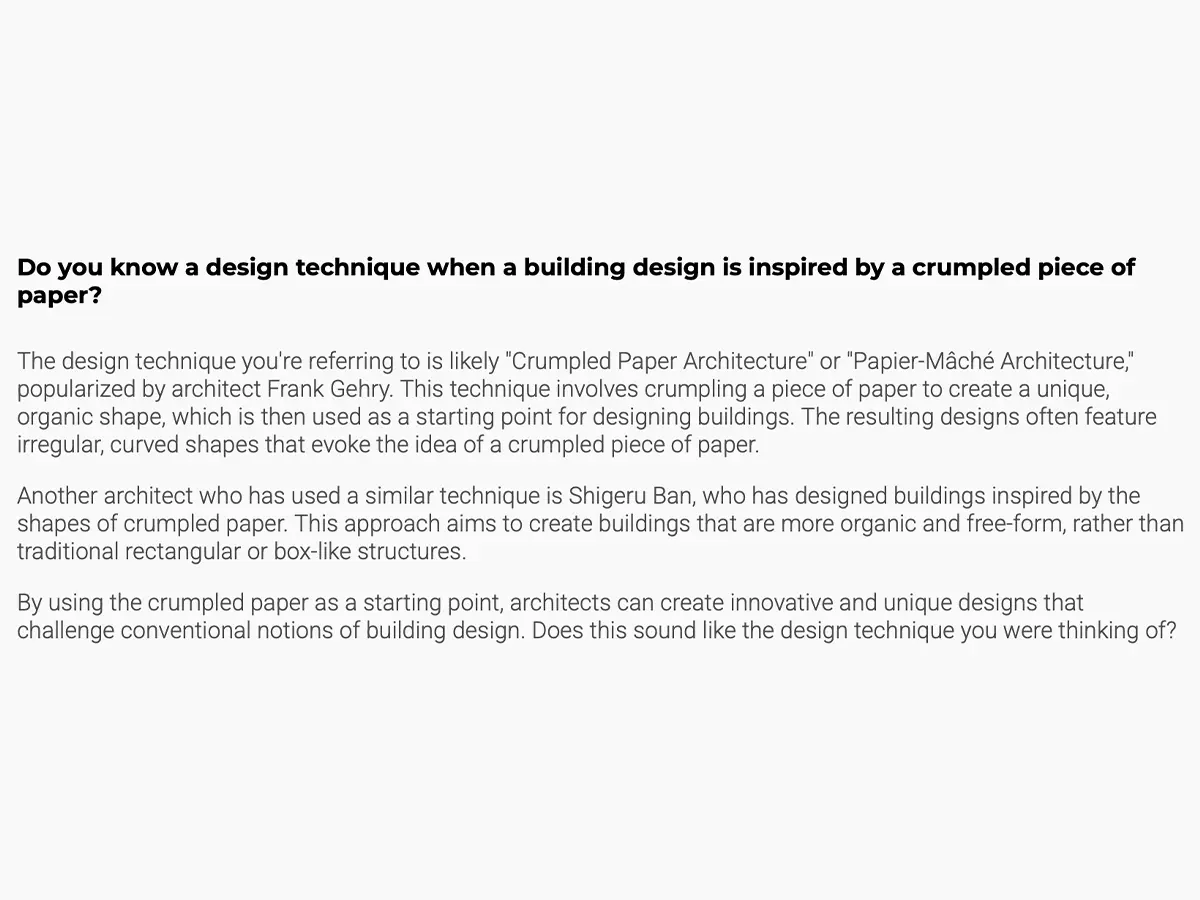 Do you know a design technique when a building design is inspired by a crumpled piece of
paper?
The design technique you're referring to is likely "Crumpled Paper Architecture" or "Papier-Mâché Architecture,"
popularized by architect Frank Gehry. This technique involves crumpling a piece of paper to create a unique,
organic shape, which is then used as a starting point for designing buildings. The resulting designs often feature
irregular, curved shapes that evoke the idea of a crumpled piece of paper.
Another architect who has used a similar technique is Shigeru Ban, who has designed buildings inspired by the
shapes of crumpled paper. This approach aims to create buildings that are more organic and free-form, rather than
traditional rectangular or box-like structures.
By using the crumpled paper as a starting point, architects can create innovative and unique designs that
challenge conventional notions of building design. Does this sound like the design technique you were thinking of?